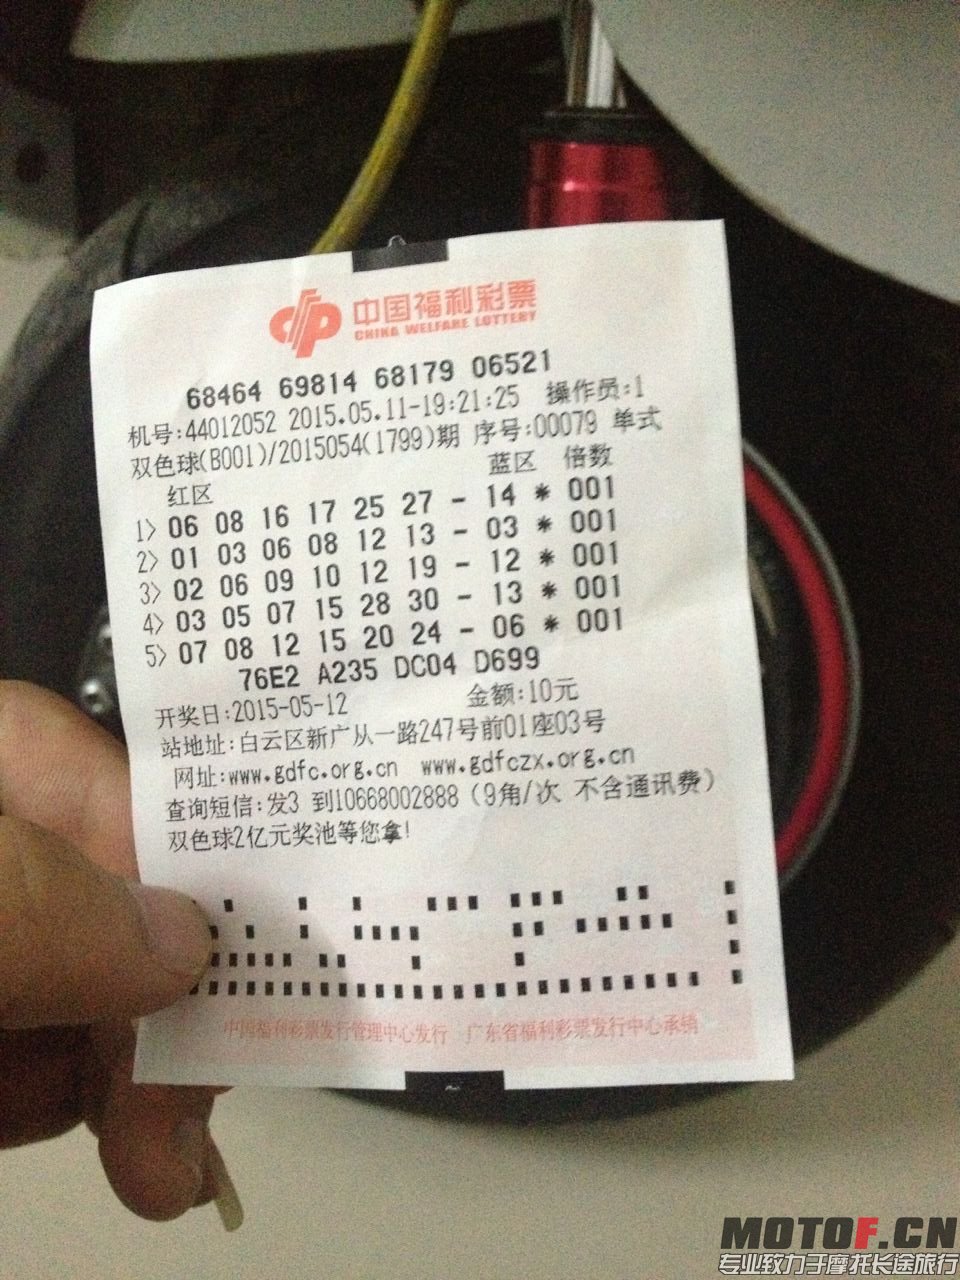 中国福利彩票
CHINA WELFARE LOTTERY
68464 69814 68179 06521
机号:44012052 2015.05.11-19:21:25 操作员:1
双色球(B001)/2015054(1799)期 序号:00079 单式
红区 蓝区 倍数
1> 06 08 16 17 25 27 - 14 * 001
2> 01 03 06 08 12 13 - 03 * 001
3> 02 06 09 10 12 19 - 12 * 001
4> 03 05 07 15 28 30 - 13 * 001
5> 07 08 12 15 20 24 - 06 * 001
76E2 A235 DC04 D699
开奖日:2015-05-12 金额:10元
站地址:白云区新广从一路247号前01座03号
网址:www.gdfc.org.cn www.gdfczx.org.cn
查询短信:发3 到10668002888（9角/次 不含通讯费）
双色球2亿元奖池等您拿!
中国福利彩票发行管理中心发行 广东省福利彩票发行中心承销
MOTOF.CN
专业致力于摩托长途旅行